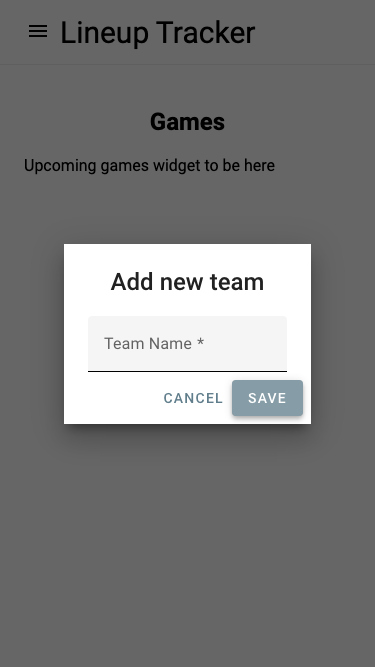 Lineup Tracker
Games
Upcoming games widget to be here
Add new team
Team Name *
CANCEL SAVE